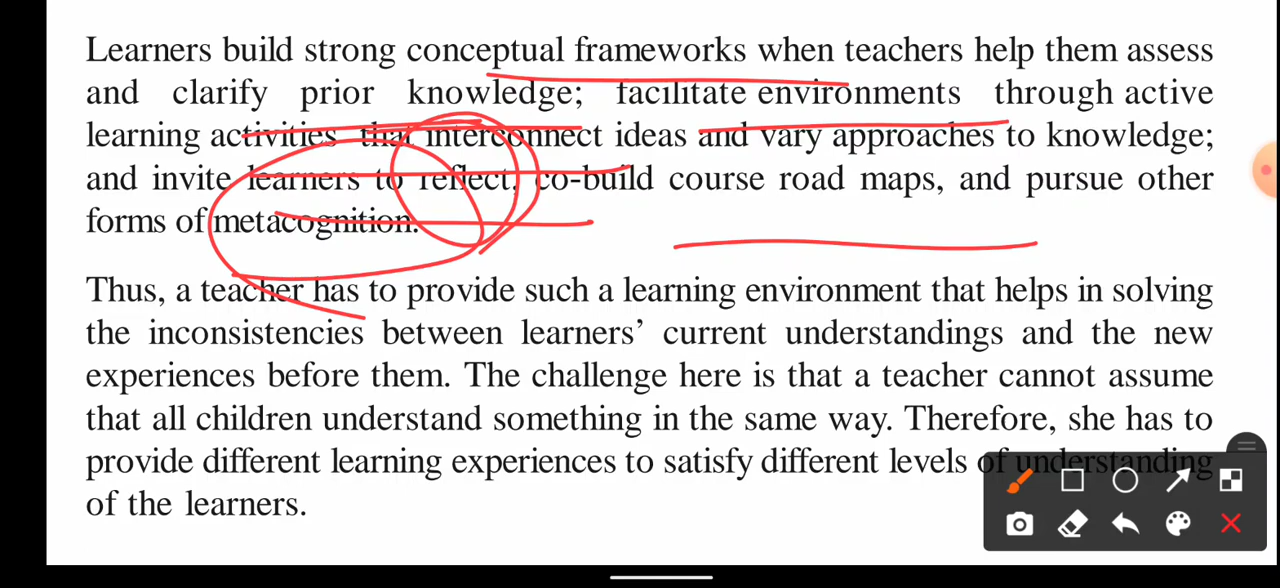 Learners build strong conceptual frameworks when teachers help them assess
and clarify prior knowledge; facilitate environments through active
learning activities that interconnect ideas and vary approaches to knowledge;
and invite learners to reflect, co-build course road maps, and pursue other
forms of metacognition.
Thus, a teacher has to provide such a learning environment that helps in solving
the inconsistencies between learners’ current understandings and the new
experiences before them. The challenge here is that a teacher cannot assume
that all children understand something in the same way. Therefore, she has to
provide different learning experiences to satisfy different levels of understanding
of the learners.